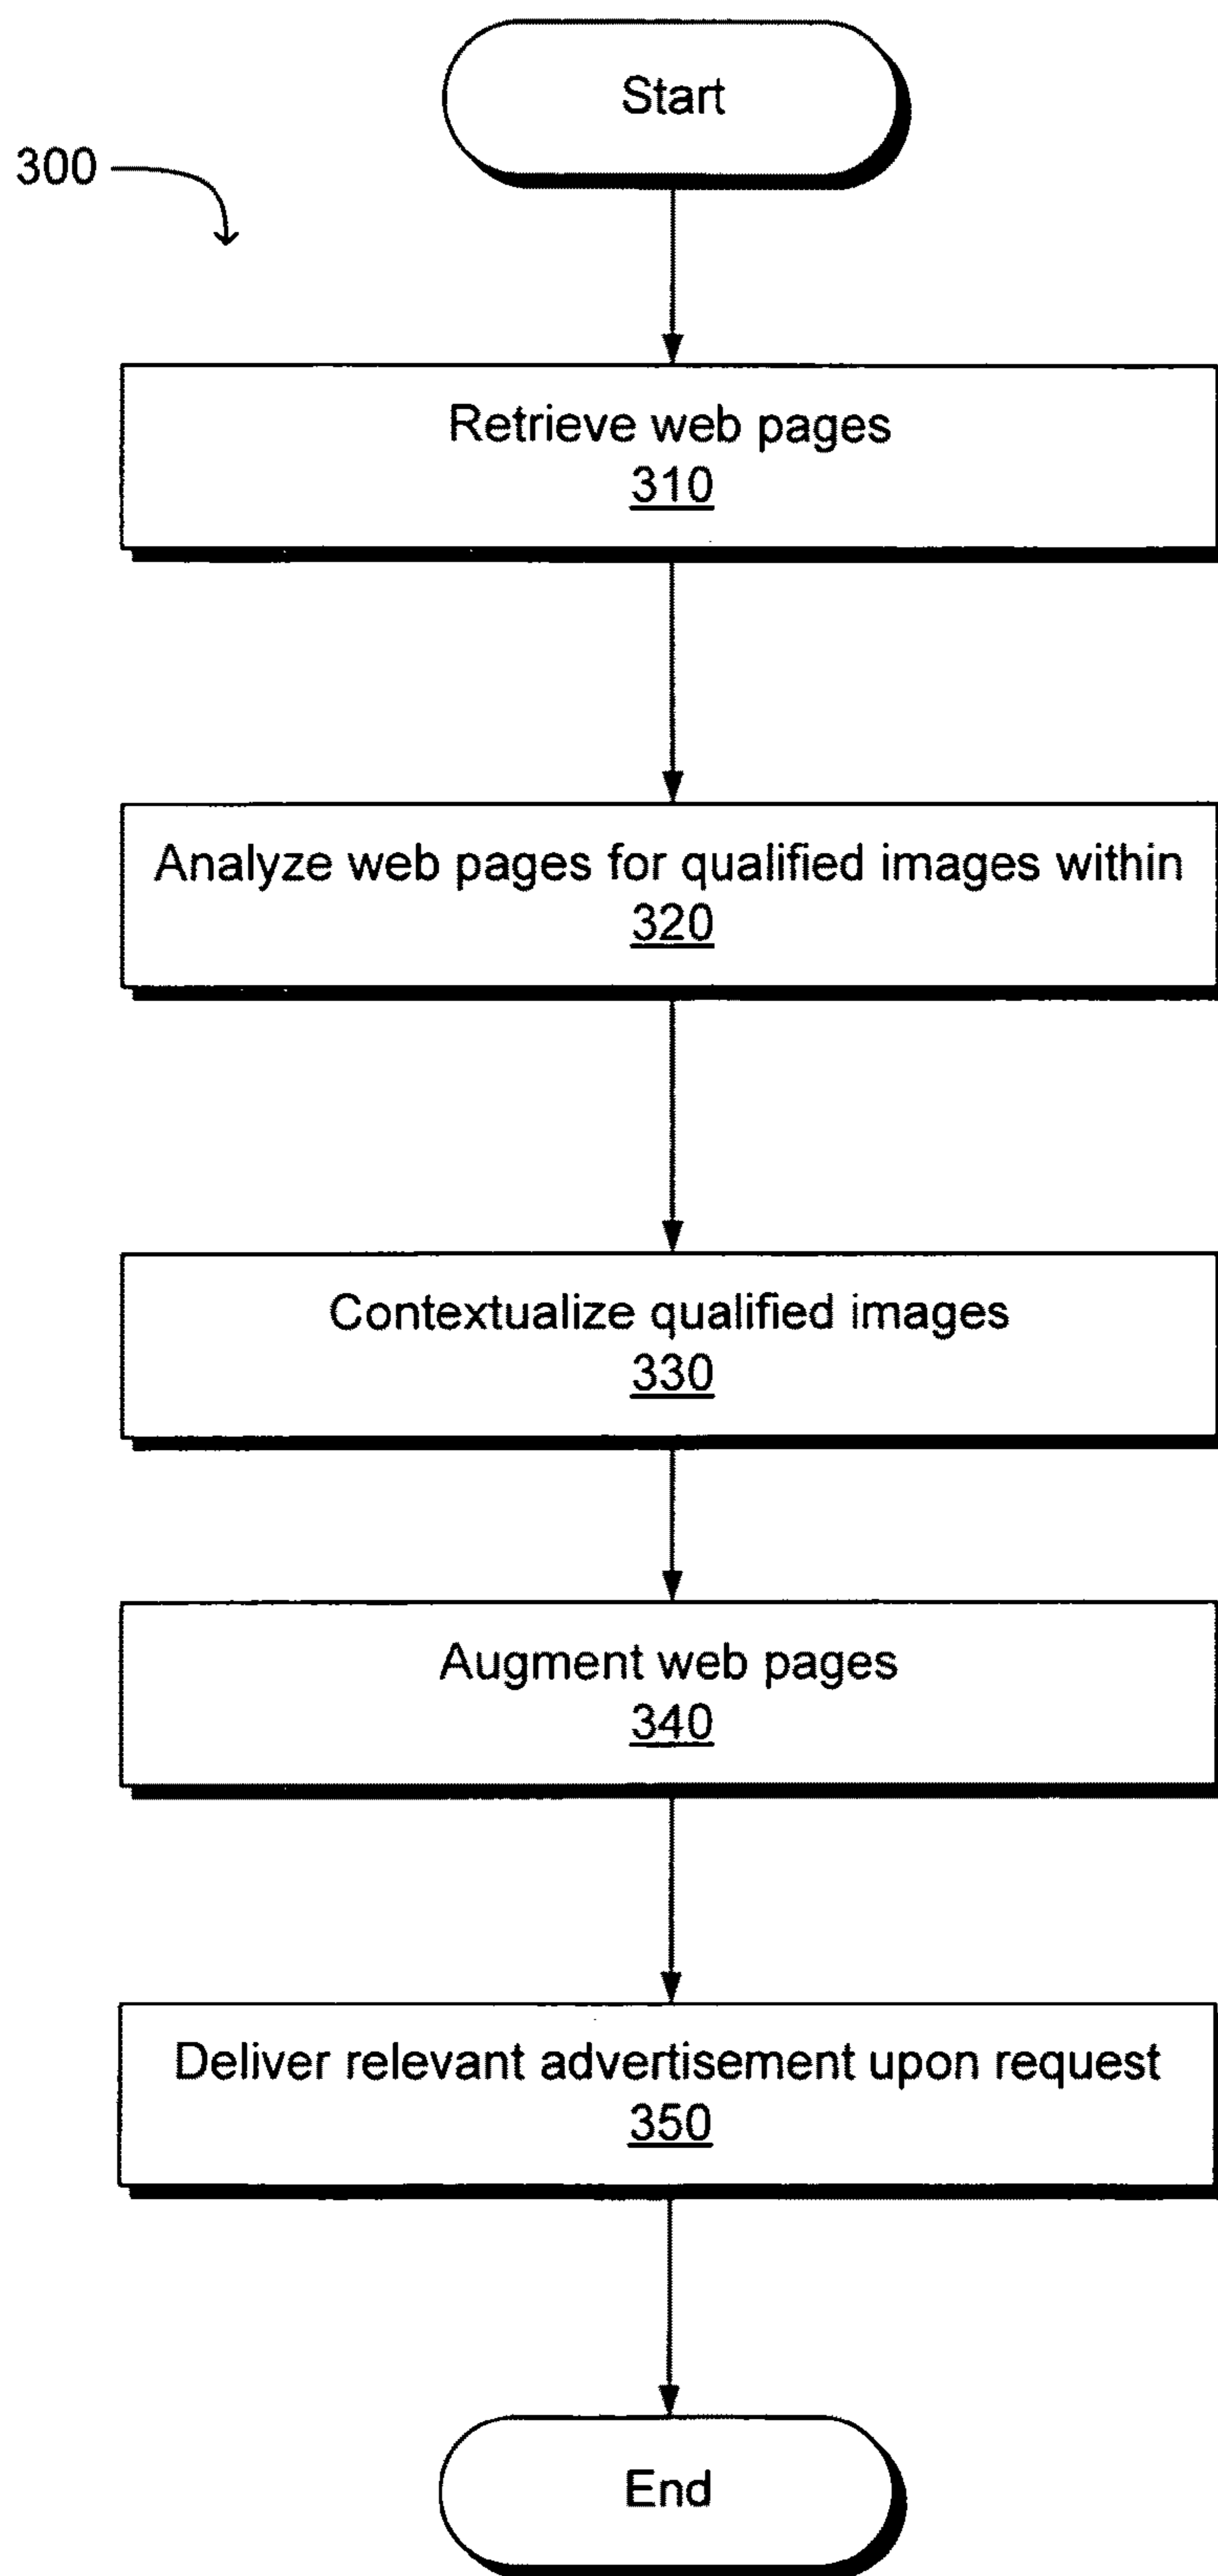 Start
300
Retrieve web pages
310
Analyze web pages for qualified images within
320
Contextualize qualified images
330
Augment web pages
340
Deliver relevant advertisement upon request
350
End